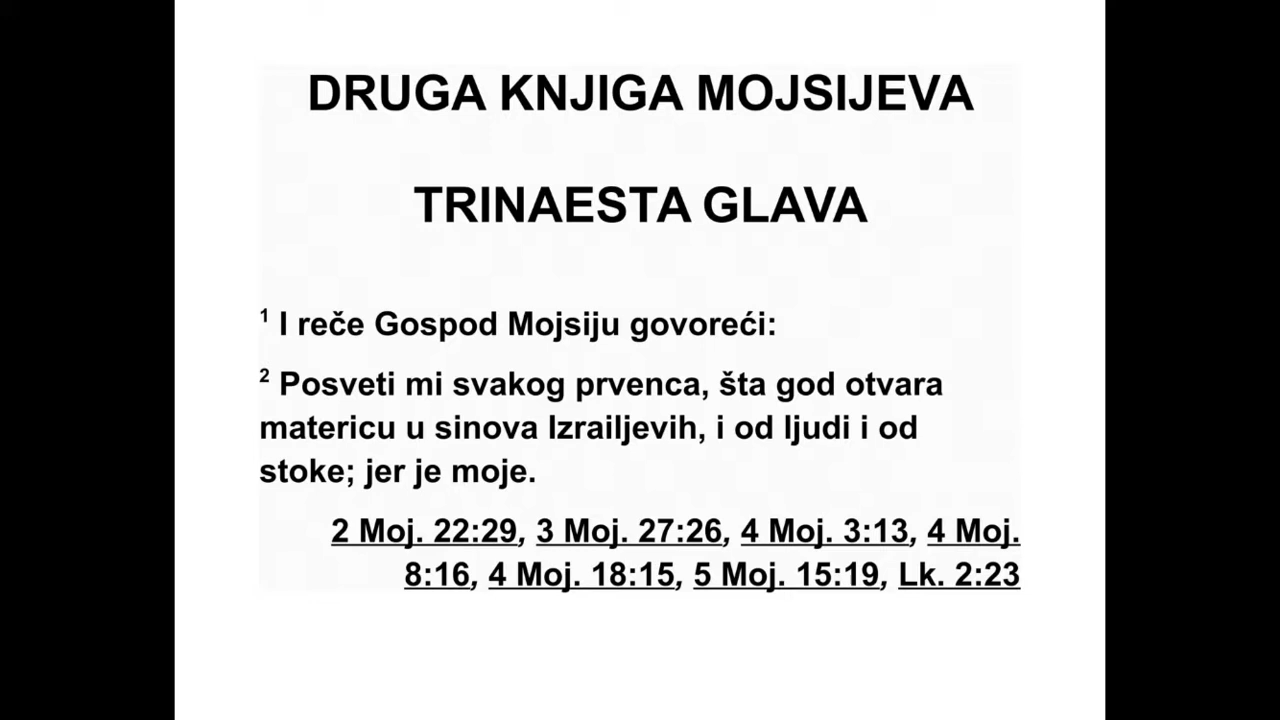 DRUGA KNJIGA MOJSIJEVA
TRINAESTA GLAVA
1 I reče Gospod Mojsiju govoreći:
2 Posveti mi svakog prvenca, šta god otvara
matericu u sinova Izrailjevih, i od ljudi i od
stoke; jer je moje.
2 Moj. 22:29, 3 Moj. 27:26, 4 Moj. 3:13, 4 Moj.
8:16, 4 Moj. 18:15, 5 Moj. 15:19, Lk. 2:23